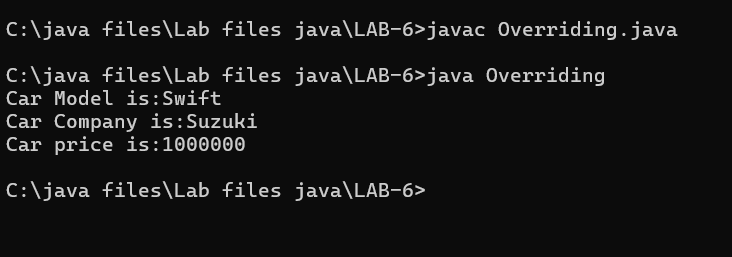 C:\java files\Lab files java\LAB-6>javac Overriding.java
C:\java files\Lab files java\LAB-6>java Overriding
Car Model is:Swift
Car Company is:Suzuki
Car price is:1000000
C:\java files\Lab files java\LAB-6>